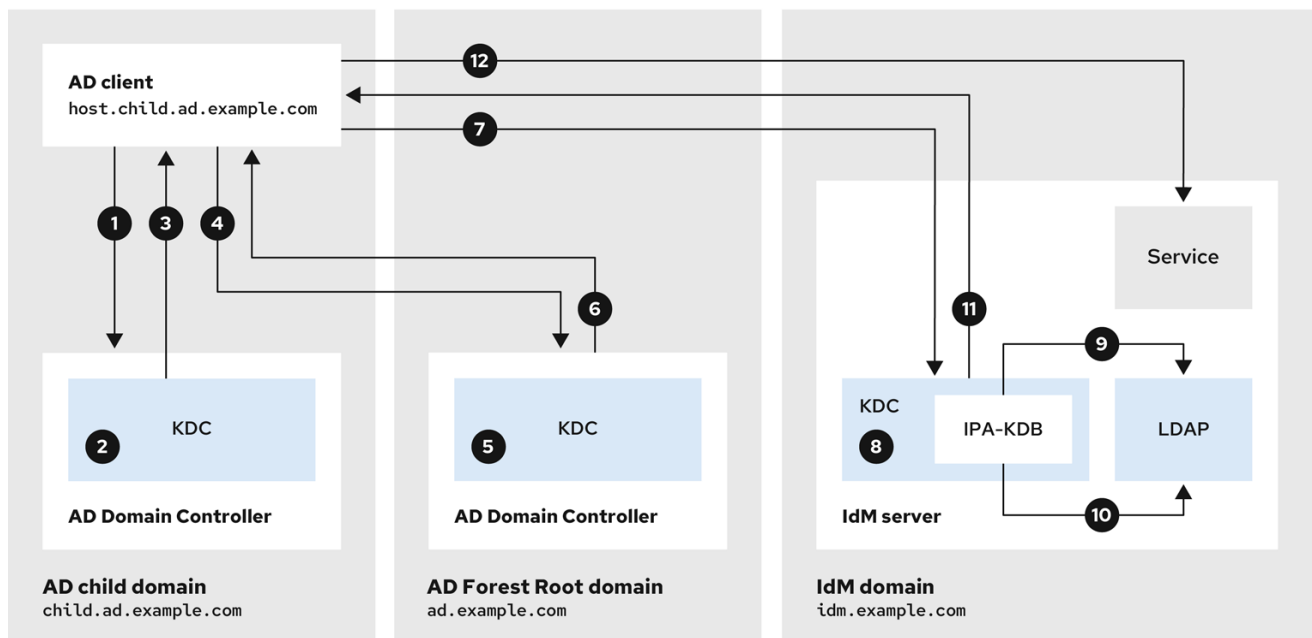 12
AD client
host.child.ad.example.com
7
1
3
4
Service
6
11
9
KDC
2
KDC
5
KDC
8
IPA-KDB
LDAP
10
AD Domain Controller
AD Domain Controller
IdM server
AD child domain
child.ad.example.com
AD Forest Root domain
ad.example.com
IdM domain
idm.example.com